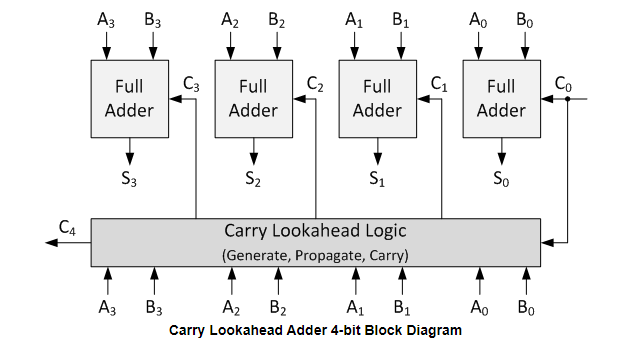 A₃ B₃ A₂ B₂ A₁ B₁ A₀ B₀
Full Adder C₃ Full Adder C₂ Full Adder C₁ Full Adder C₀
S₃ S₂ S₁ S₀
C₄
Carry Lookahead Logic
(Generate, Propagate, Carry)
A₃ B₃ A₂ B₂ A₁ B₁ A₀ B₀
Carry Lookahead Adder 4-bit Block Diagram